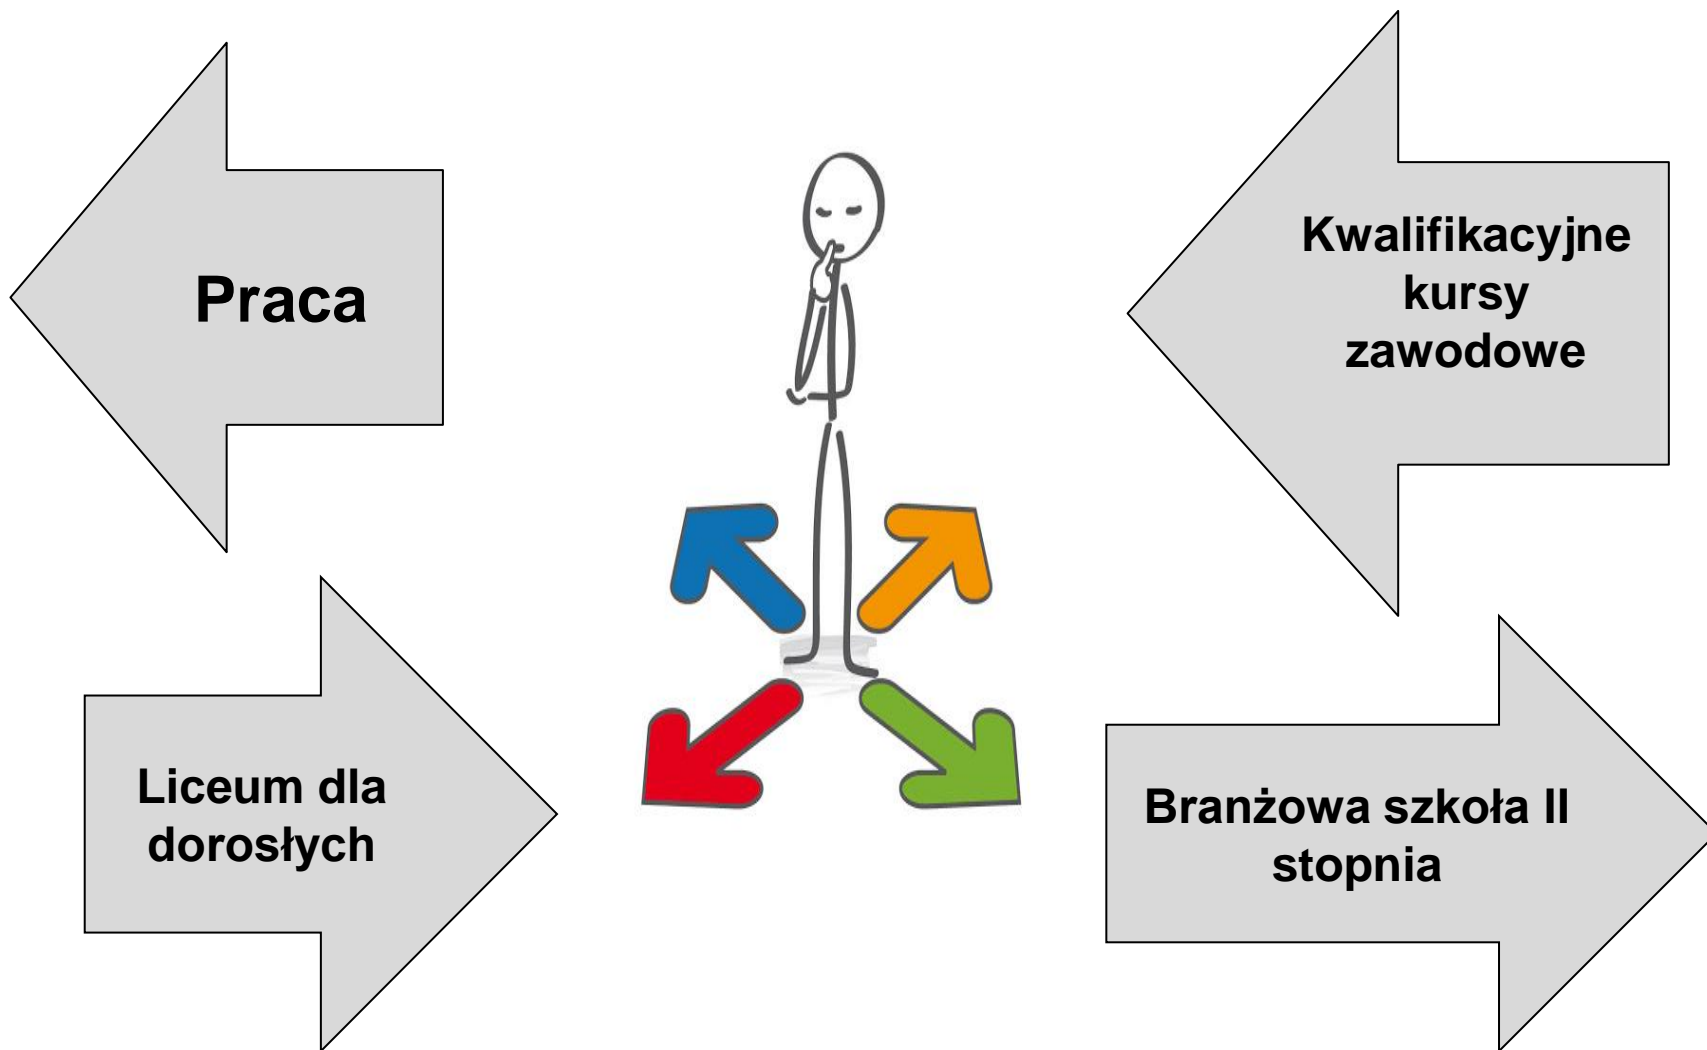 Praca
Kwalifikacyjne
kursy
zawodowe
Liceum dla
dorosłych
Branżowa szkoła II
stopnia